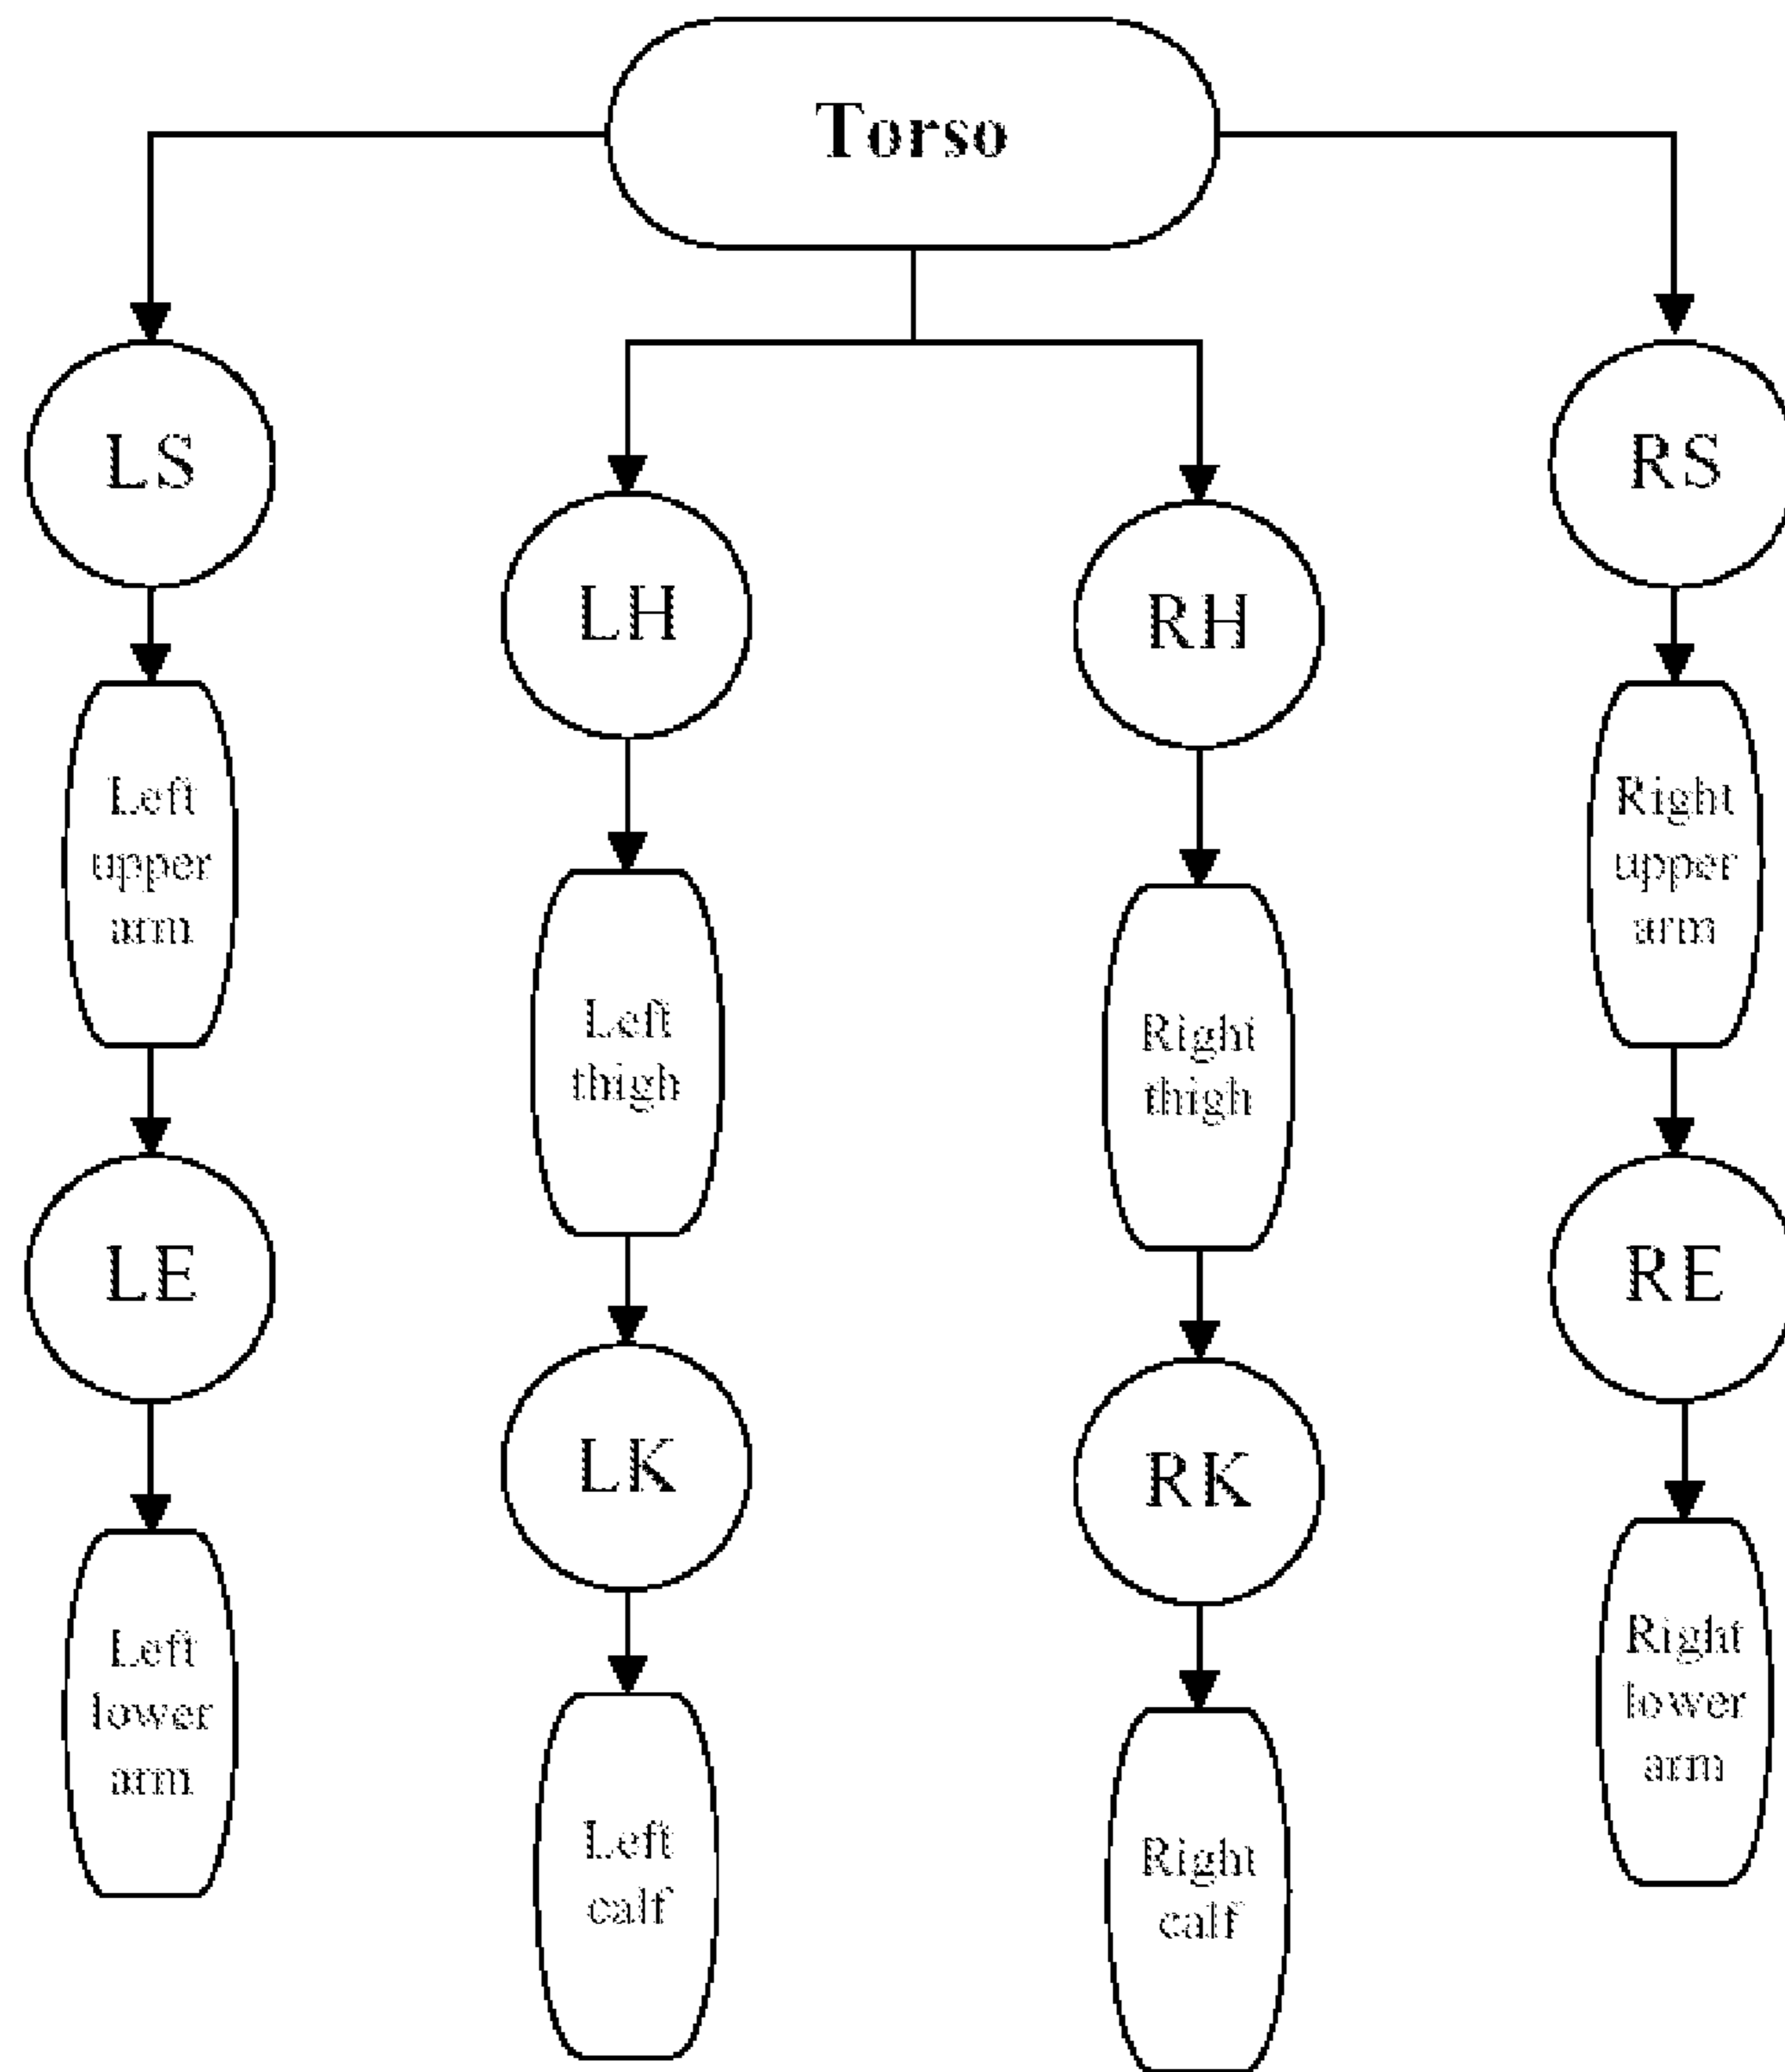 Torso
LS
RS
LH
RH
Left
upper
arm
Right
upper
arm
Left
thigh
Right
thigh
LE
RE
LK
RK
Left
lower
arm
Right
lower
arm
Left
calf
Right
calf